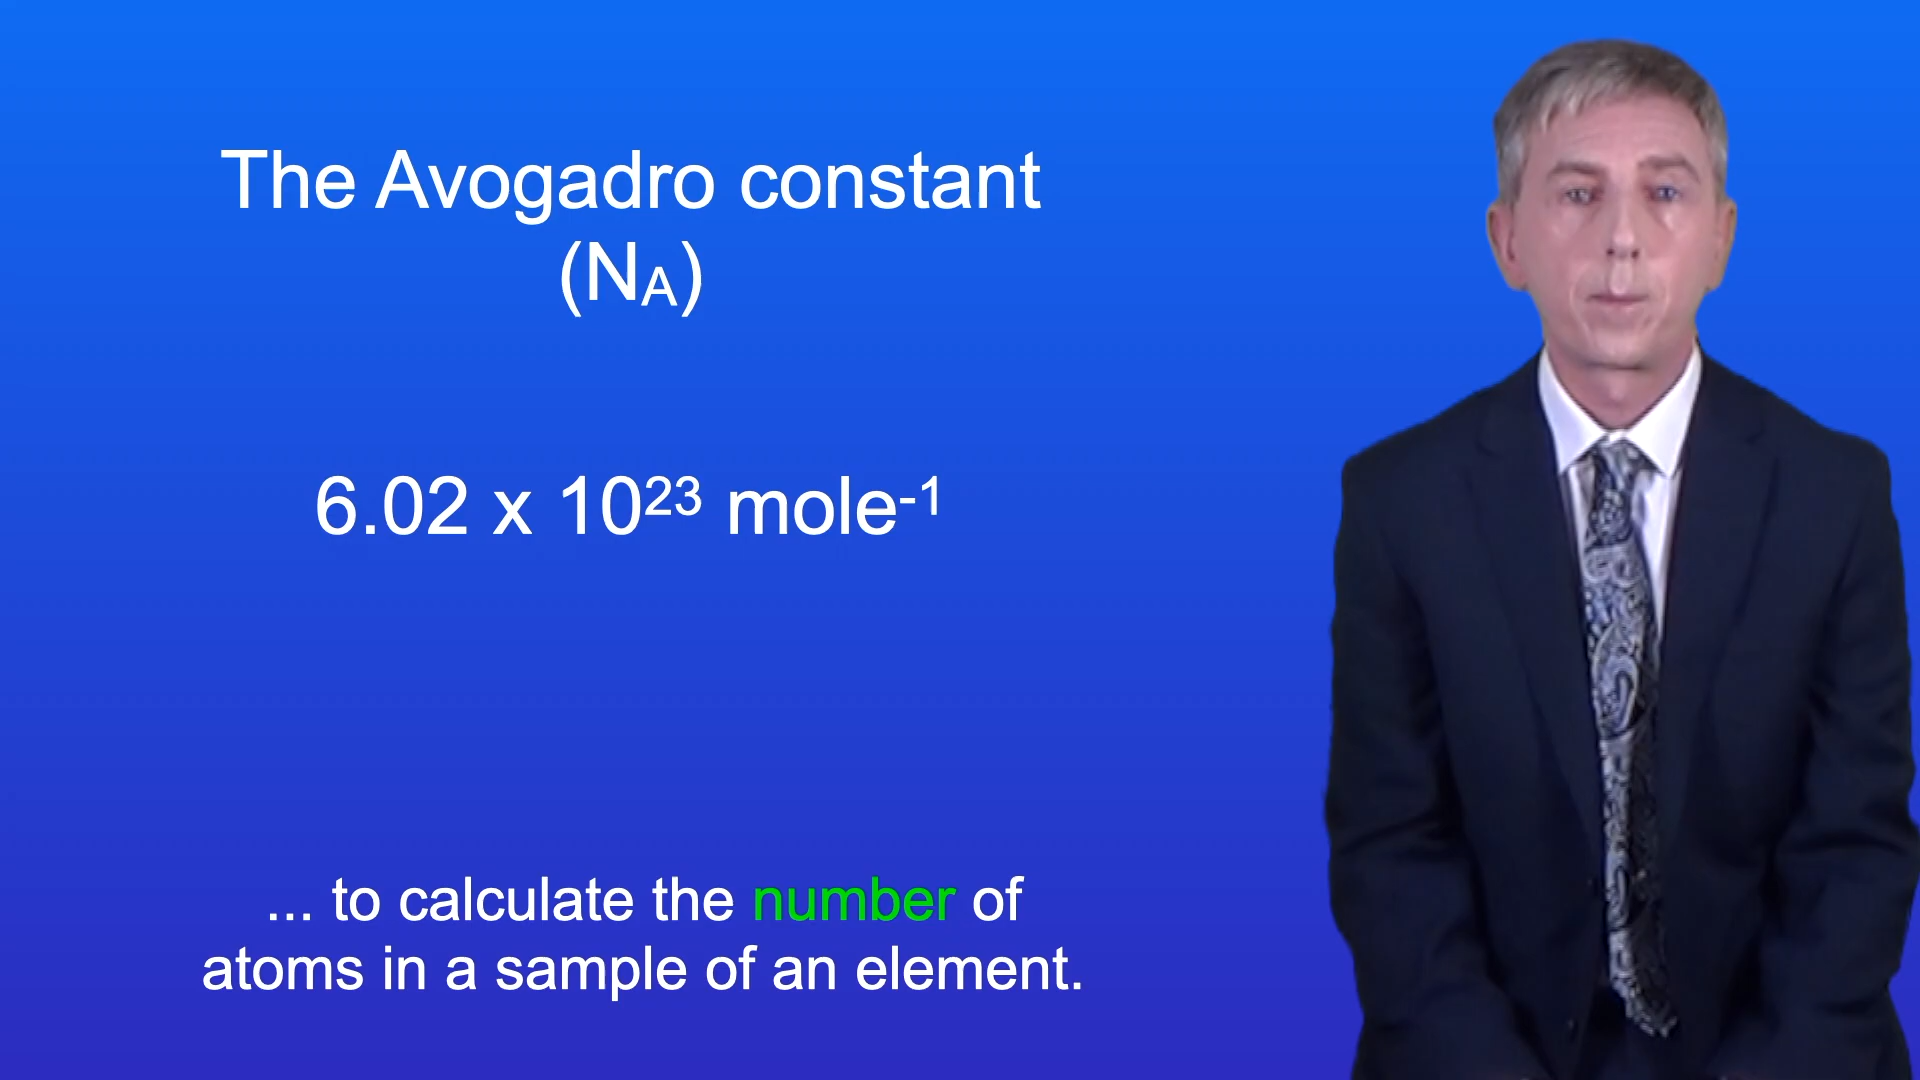 The Avogadro constant
(Nᴀ)
6.02 x 10²³ mole⁻¹
... to calculate the number of
atoms in a sample of an element.